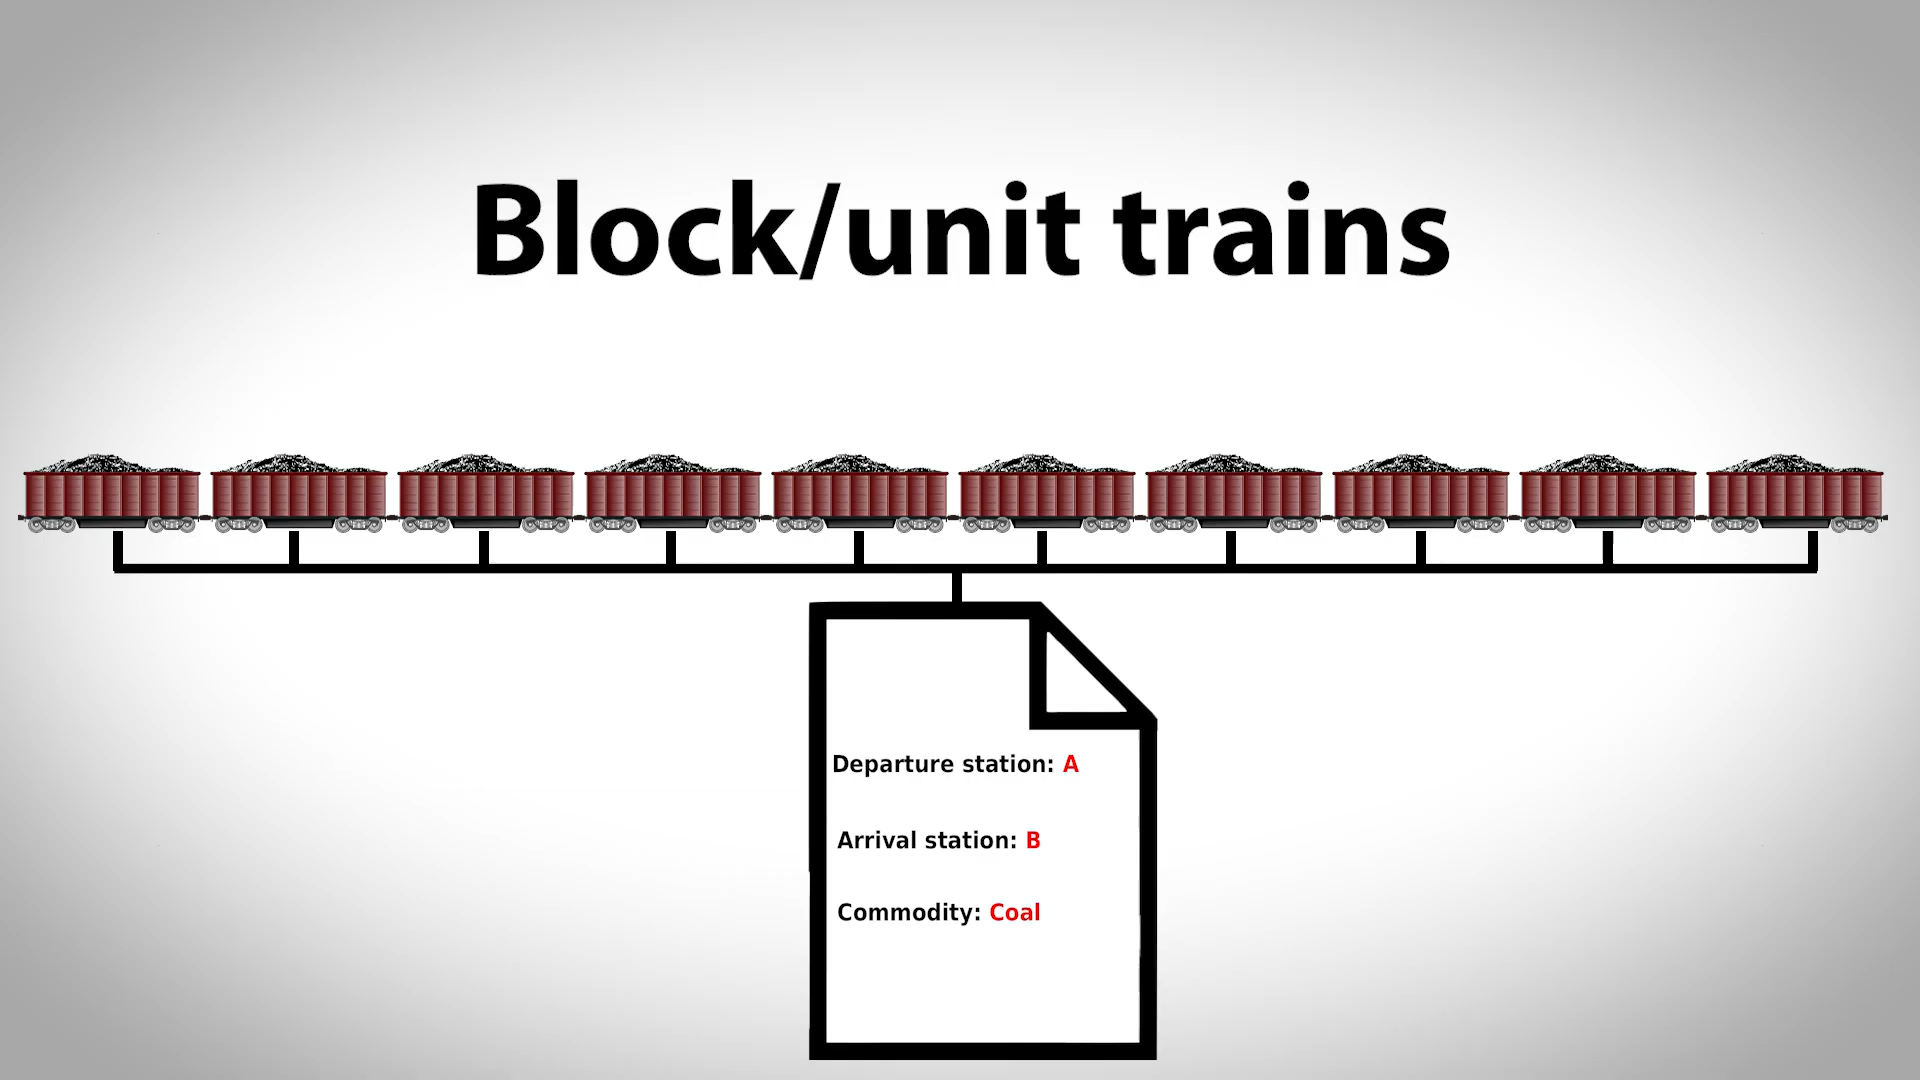 Block/unit trains
Departure station: A
Arrival station: B
Commodity: Coal